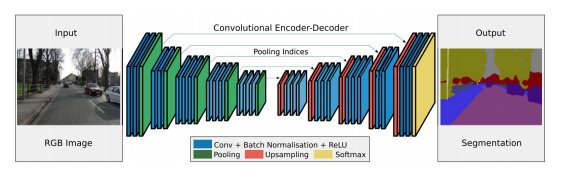 Convolutional Encoder-Decoder
Input
Output
Pooling Indices
RGB Image
Segmentation
Conv + Batch Normalisation + ReLU
Pooling
Upsampling
Softmax